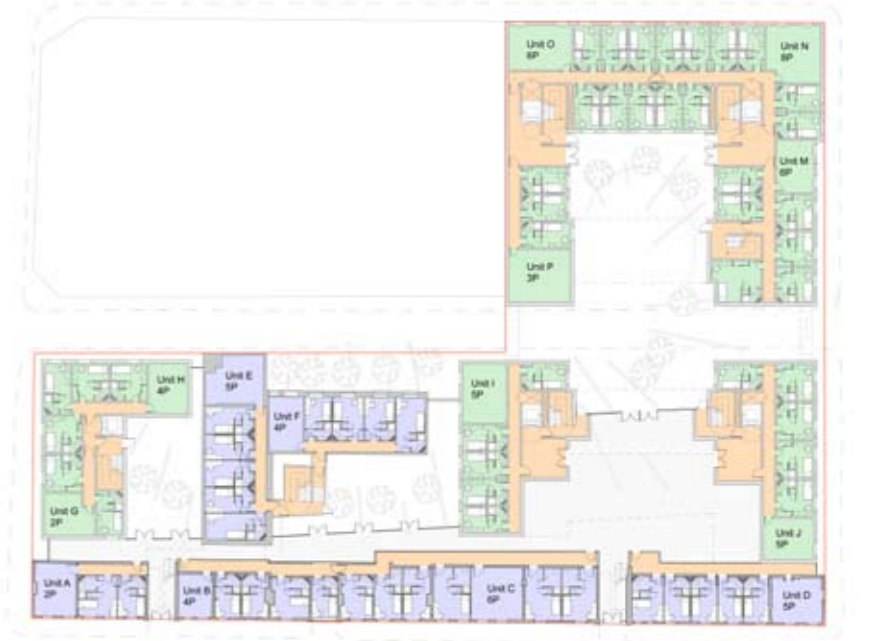 Unit O
6P
Unit N
8P
Unit M
6P
Unit P
3P
Unit H
4P
Unit E
5P
Unit F
4P
Unit I
5P
Unit G
2P
Unit J
5P
Unit A
2P
Unit B
4P
Unit C
6P
Unit D
5P